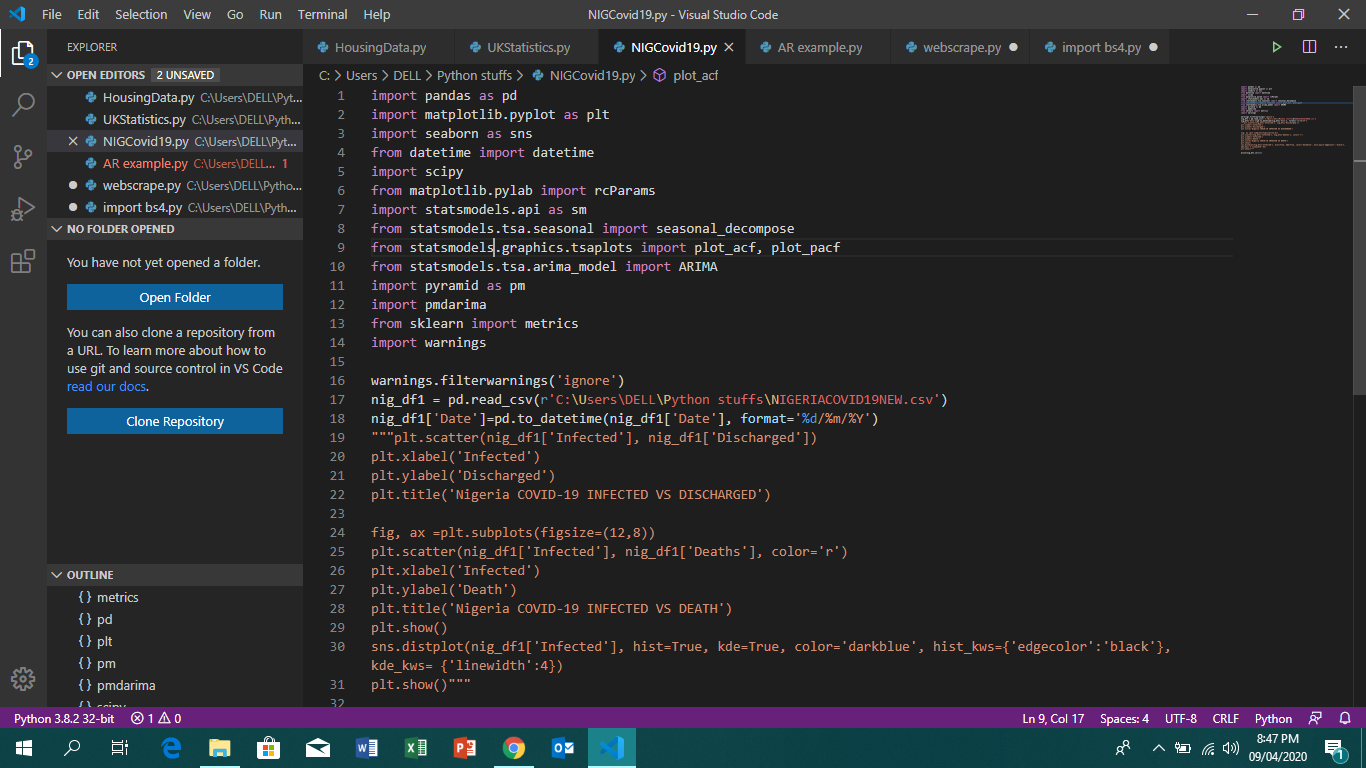 File Edit Selection View Go Run Terminal Help
NIGCovid19.py - Visual Studio Code
EXPLORER
OPEN EDITORS 2 UNSAVED
HousingData.py C:\Users\DELL\Pyt...
UKStatistics.py C:\Users\DELL\Pyth...
NIGCovid19.py C:\Users\DELL\Pyt...
AR example.py C:\Users\DELL\... 1
webscrape.py C:\Users\DELL\Pytho...
import bs4.py C:\Users\DELL\Pyth...
NO FOLDER OPENED
You have not yet opened a folder.
Open Folder
You can also clone a repository from
a URL. To learn more about how to
use git and source control in VS Code
read our docs.
Clone Repository
OUTLINE
{} metrics
{} pd
{} plt
{} pm
{} pmdarima
{} scipy
2
HousingData.py UKStatistics.py NIGCovid19.py AR example.py webscrape.py import bs4.py
C: > Users > DELL > Python stuffs > NIGCovid19.py > plot_acf
1 import pandas as pd
2 import matplotlib.pyplot as plt
3 import seaborn as sns
4 from datetime import datetime
5 import scipy
6 from matplotlib.pylab import rcParams
7 import statsmodels.api as sm
8 from statsmodels.tsa.seasonal import seasonal_decompose
9 from statsmodels.graphics.tsaplots import plot_acf, plot_pacf
10 from statsmodels.tsa.arima_model import ARIMA
11 import pyramid as pm
12 import pmdarima
13 from sklearn import metrics
14 import warnings
15
16 warnings.filterwarnings('ignore')
17 nig_df1 = pd.read_csv(r'C:\Users\DELL\Python stuffs\NIGERIACOVID19NEW.csv')
18 nig_df1['Date']=pd.to_datetime(nig_df1['Date'], format='%d/%m/%Y')
19 """plt.scatter(nig_df1['Infected'], nig_df1['Discharged'])
20 plt.xlabel('Infected')
21 plt.ylabel('Discharged')
22 plt.title('Nigeria COVID-19 INFECTED VS DISCHARGED')
23
24 fig, ax =plt.subplots(figsize=(12,8))
25 plt.scatter(nig_df1['Infected'], nig_df1['Deaths'], color='r')
26 plt.xlabel('Infected')
27 plt.ylabel('Death')
28 plt.title('Nigeria COVID-19 INFECTED VS DEATH')
29 plt.show()
30 sns.distplot(nig_df1['Infected'], hist=True, kde=True, color='darkblue', hist_kws={'edgecolor':'black'},
kde_kws= {'linewidth':4})
31 plt.show()"""
32
Python 3.8.2 32-bit 1 0
Ln 9, Col 17 Spaces: 4 UTF-8 CRLF Python
8:47 PM
09/04/2020
1